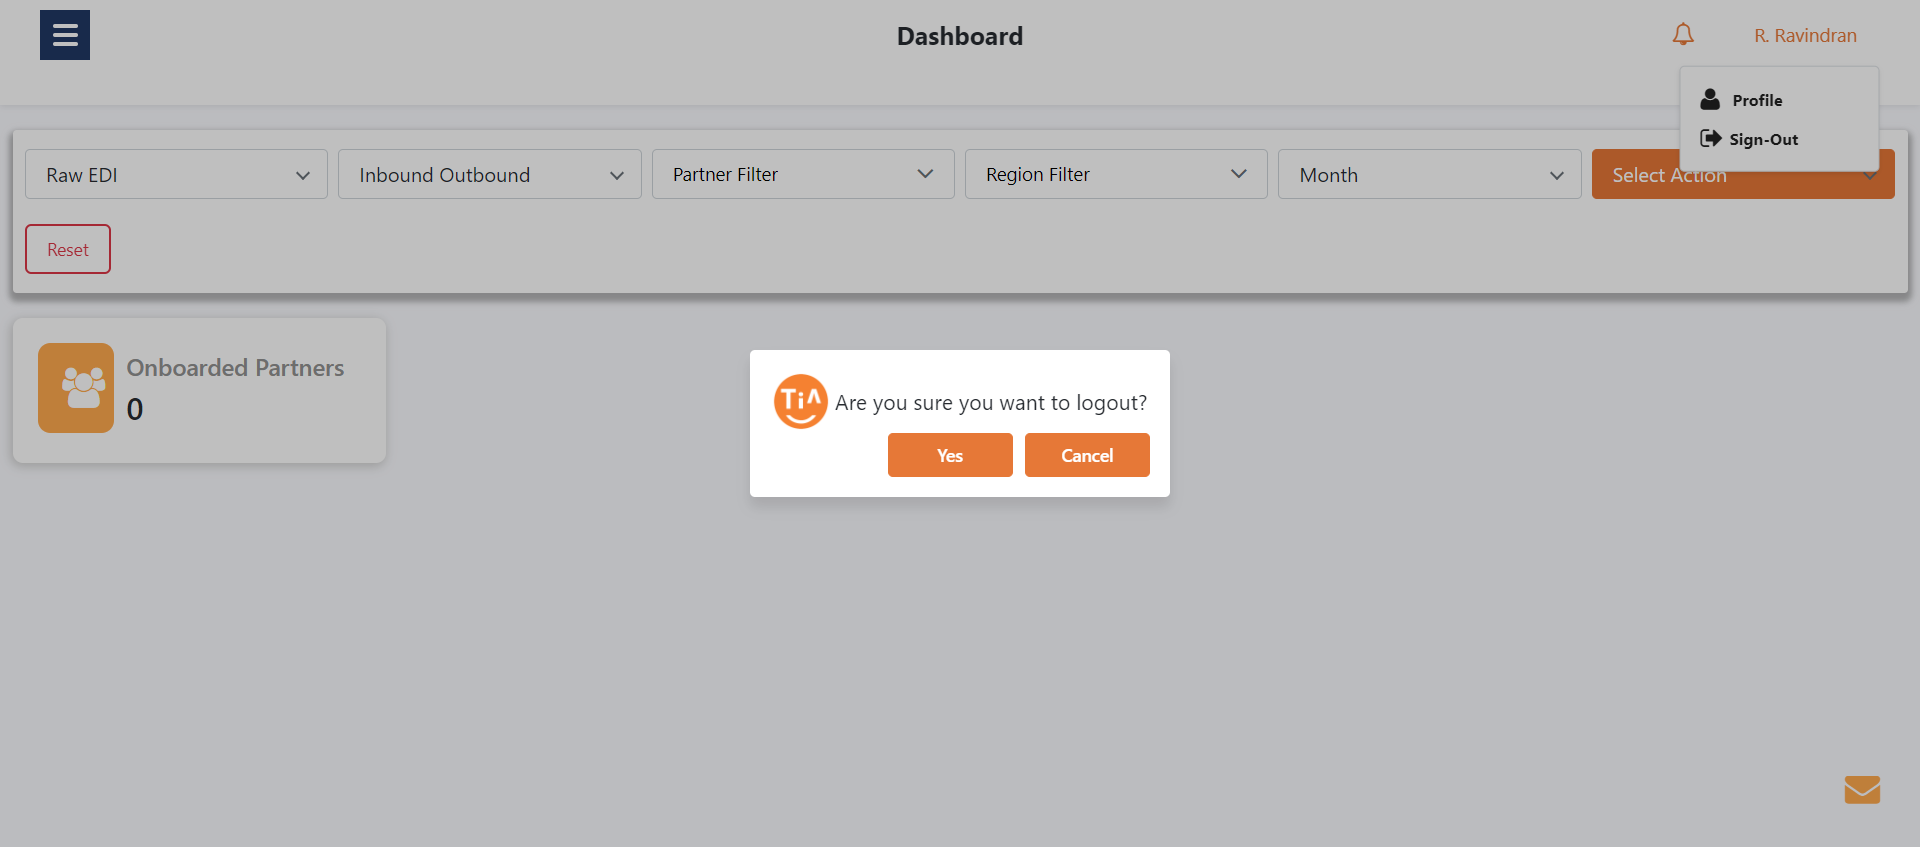 Dashboard
R. Ravindran
Profile
Sign-Out
Raw EDI
Inbound Outbound
Partner Filter
Region Filter
Month
Select Action
Reset
Onboarded Partners
0
TiA
Are you sure you want to logout?
Yes
Cancel